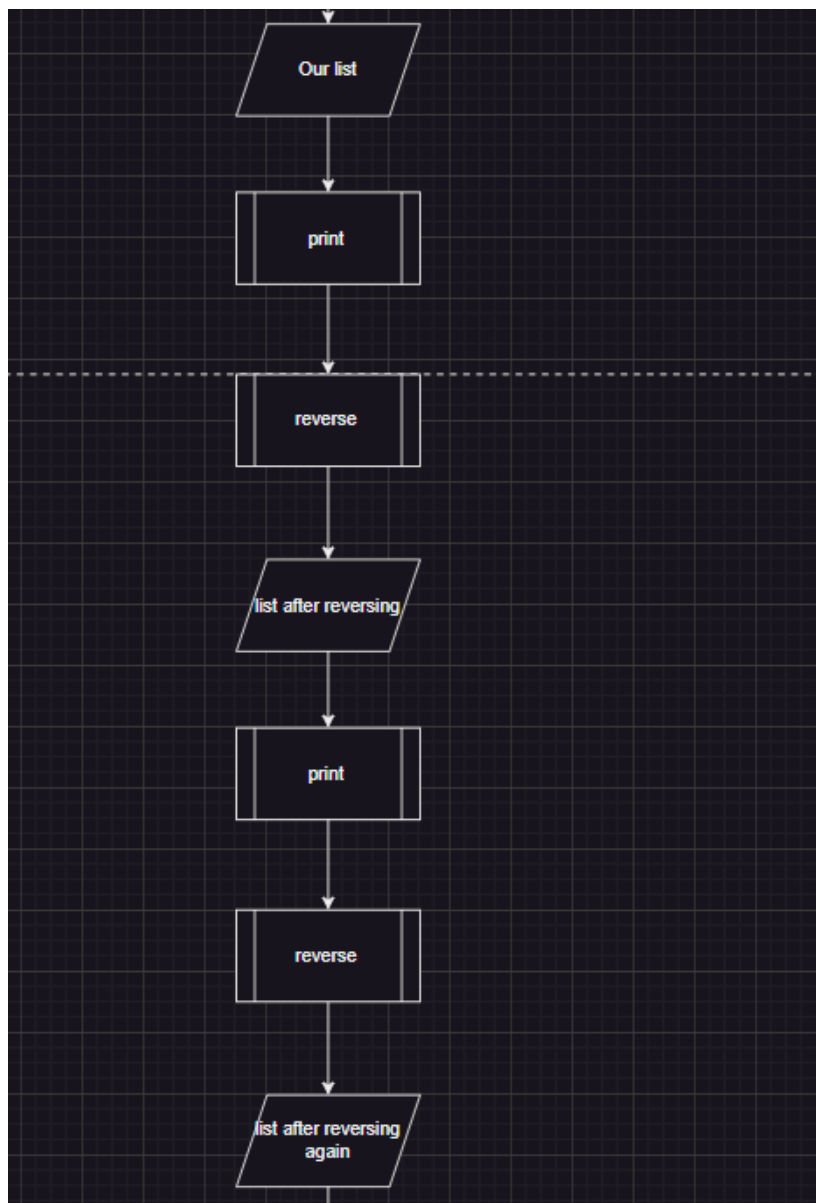 Our list
print
reverse
list after reversing
print
reverse
list after reversing
again